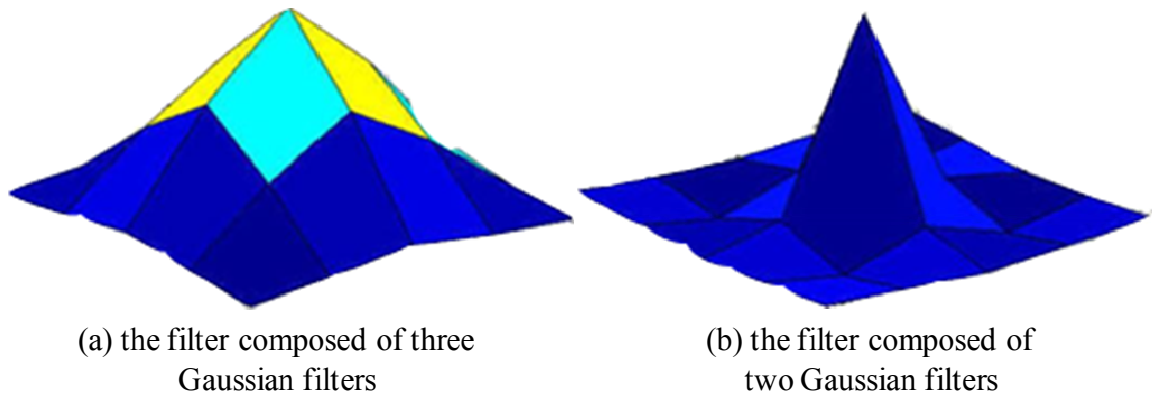 (a) the filter composed of three
Gaussian filters
(b) the filter composed of
two Gaussian filters